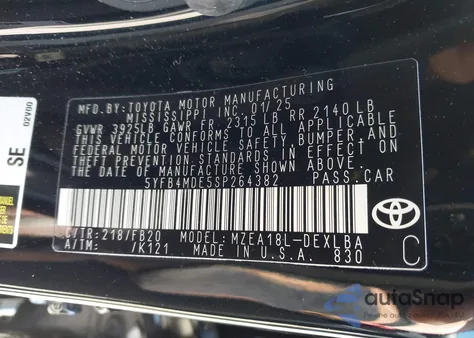 MFD.BY:TOYOTA MOTOR MANUFACTURING
MISSISSIPPI, INC. 01/25
GVWR 3925LB GAWR FR 2315 LB RR 2140 LB
THIS VEHICLE CONFORMS TO ALL APPLICABLE
FEDERAL MOTOR VEHICLE SAFETY, BUMPER, AND
THEFT PREVENTION STANDARDS IN EFFECT ON
THE DATE OF MANUFACTURE SHOWN ABOVE.
5YFB4MDE5SP264382 PASS.CAR
C/TR:218/FB20 MODEL:MZEA18L-DEXLBA
A/TM: /K121 MADE IN U.S.A. 830
C
02V00
SE
autoSnap